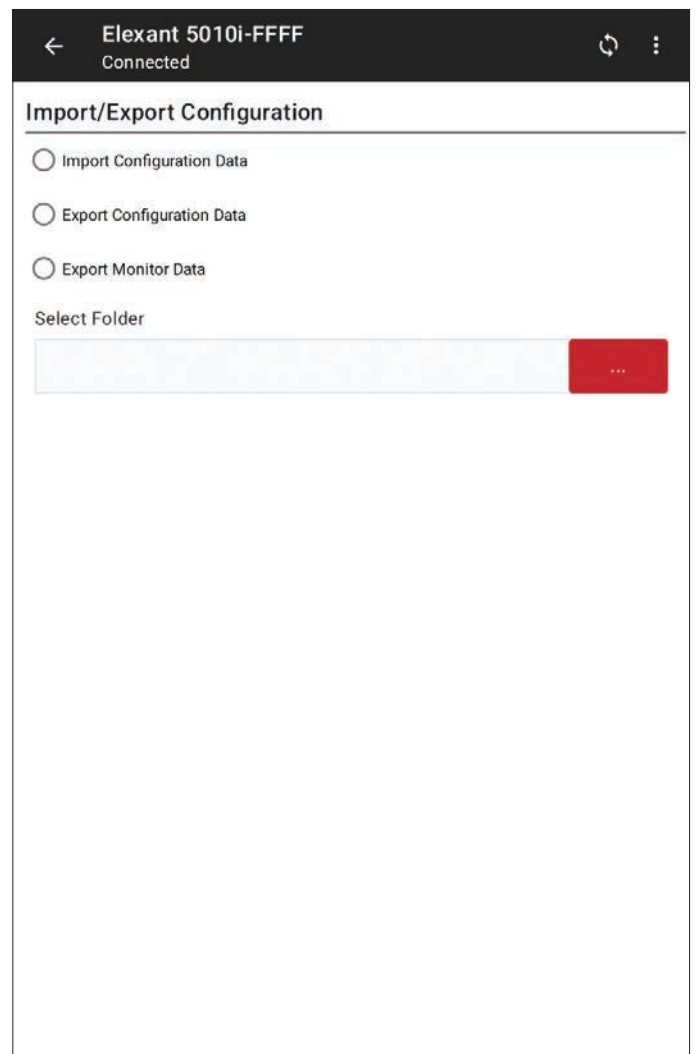 Elexant 5010i-FFFF
Connected
Import/Export Configuration
Import Configuration Data
Export Configuration Data
Export Monitor Data
Select Folder
...